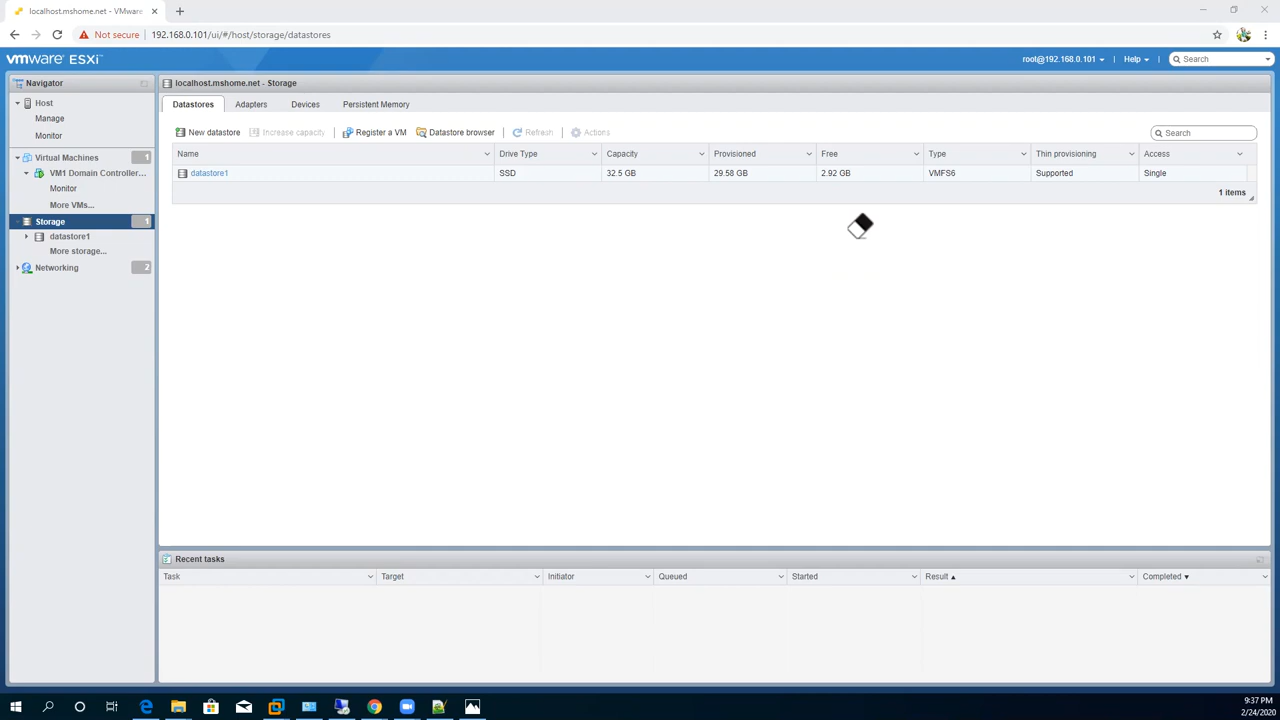 localhost.mshome.net - VMwar
Not secure
192.168.0.101/ui/#/host/storage/datastores
vmware ESXi
root@192.168.0.101
Help
Search
Navigator
Host
Manage
Monitor
Virtual Machines 1
VM1 Domain Controller...
Monitor
More VMs...
Storage 1
datastore1
More storage...
Networking 2
localhost.mshome.net - Storage
Datastores Adapters Devices Persistent Memory
New datastore Increase capacity Register a VM Datastore browser Refresh Actions Search
Name Drive Type Capacity Provisioned Free Type Thin provisioning Access
datastore1 SSD 32.5 GB 29.58 GB 2.92 GB VMFS6 Supported Single
1 items
Recent tasks
Task Target Initiator Queued Started Result Completed
9:37 PM
2/24/2020